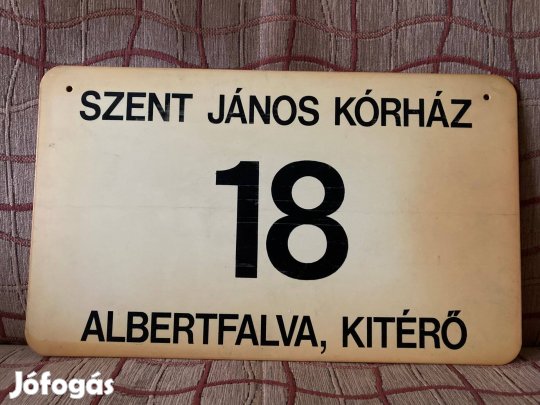 SZENT JÁNOS KÓRHÁZ
18
ALBERTFALVA, KITÉRŐ
Jófogás